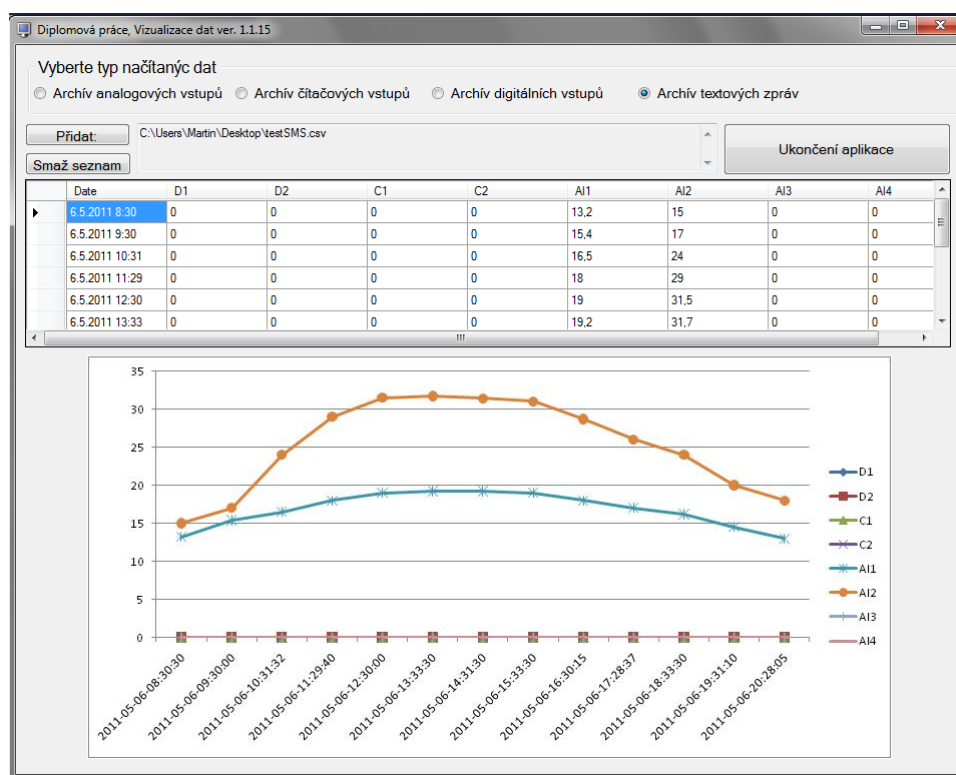 Diplomová práce, Vizualizace dat ver. 1.1.15
Vyberte typ načítanýc dat
Archív analogových vstupů Archív čítačových vstupů Archív digitálních vstupů Archív textových zpráv
Přidat: C:\Users\Martin\Desktop\testSMS.csv
Ukončení aplikace
Smaž seznam
Date D1 D2 C1 C2 AI1 AI2 AI3 AI4
6.5.2011 8:30 0 0 0 0 13,2 15 0 0
6.5.2011 9:30 0 0 0 0 15,4 17 0 0
6.5.2011 10:31 0 0 0 0 16,5 24 0 0
6.5.2011 11:29 0 0 0 0 18 29 0 0
6.5.2011 12:30 0 0 0 0 19 31,5 0 0
6.5.2011 13:33 0 0 0 0 19,2 31,7 0 0
35
30
25
20
15
10
5
0
D1
D2
C1
C2
AI1
AI2
AI3
AI4
2011-05-06-08:30:30
2011-05-06-09:30:00
2011-05-06-10:31:32
2011-05-06-11:29:40
2011-05-06-12:30:00
2011-05-06-13:33:30
2011-05-06-14:31:30
2011-05-06-15:33:30
2011-05-06-16:30:15
2011-05-06-17:28:37
2011-05-06-18:33:30
2011-05-06-19:31:10
2011-05-06-20:28:05